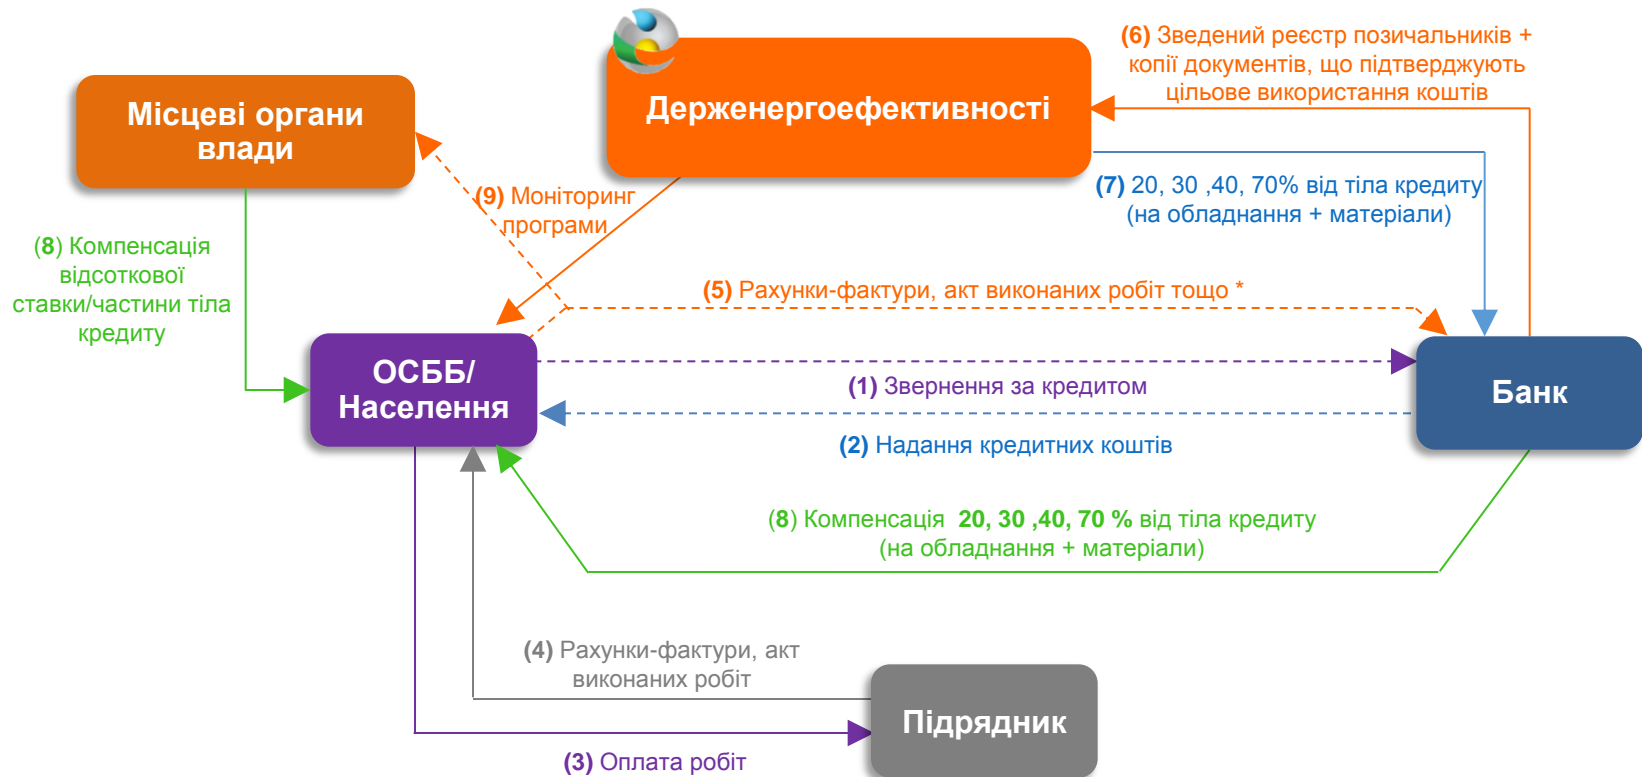 (6) Зведений реєстр позичальників +
копії документів, що підтверджують
цільове використання коштів
Держенергоефективності
Місцеві органи
влади
(7) 20, 30 ,40, 70% від тіла кредиту
(на обладнання + матеріали)
(9) Моніторинг
програми
(8) Компенсація
відсоткової
ставки/частини тіла
кредиту
(5) Рахунки-фактури, акт виконаних робіт тощо *
ОСББ/
Населення
(1) Звернення за кредитом
Банк
(2) Надання кредитних коштів
(8) Компенсація 20, 30 ,40, 70 % від тіла кредиту
(на обладнання + матеріали)
(4) Рахунки-фактури, акт
виконаних робіт
Підрядник
(3) Оплата робіт